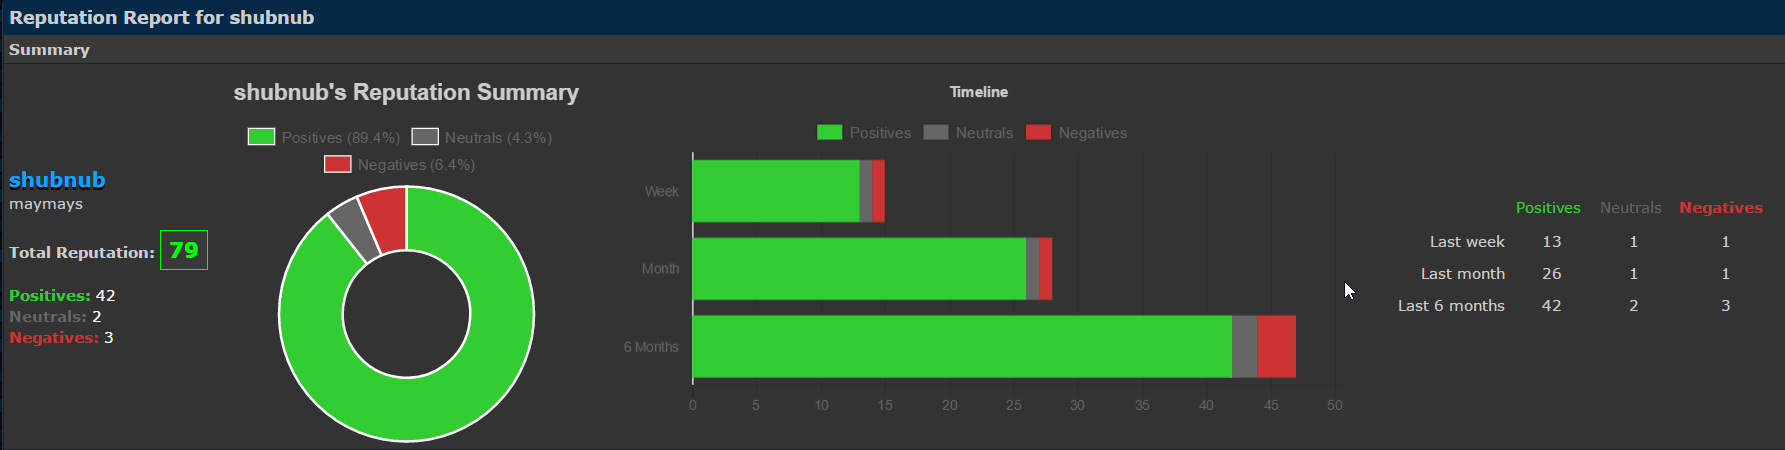 Reputation Report for shubnub
Summary
shubnub
maymays
Total Reputation: 79
Positives: 42
Neutrals: 2
Negatives: 3
shubnub's Reputation Summary
Positives (89.4%) Neutrals (4.3%)
Negatives (6.4%)
Timeline
Positives Neutrals Negatives
Week
Month
6 Months
0 5 10 15 20 25 30 35 40 45 50
Positives Neutrals Negatives
Last week 13 1 1
Last month 26 1 1
Last 6 months 42 2 3